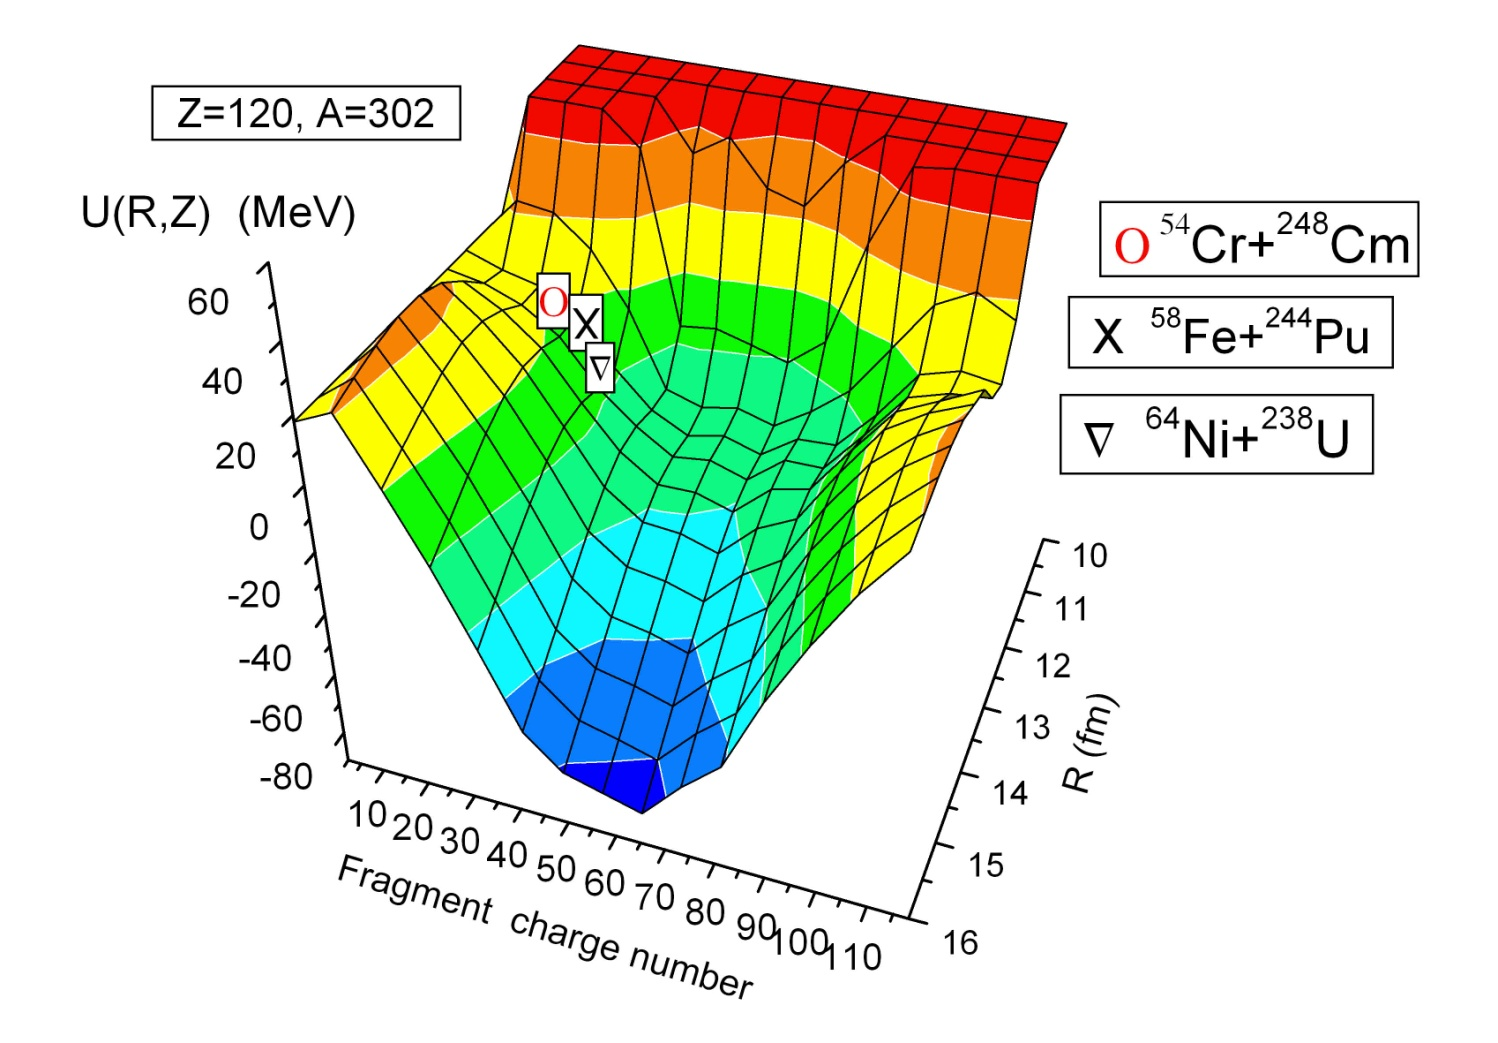 Z=120, A=302
U(R,Z) (MeV)
60
40
20
0
-20
-40
-60
-80
10 20 30 40 50 60 70 80 90 100 110
Fragment charge number
10
11
12
13
14
15
16
R (fm)
O
X
∇
O ⁵⁴Cr+²⁴⁸Cm
X ⁵⁸Fe+²⁴⁴Pu
∇ ⁶⁴Ni+²³⁸U